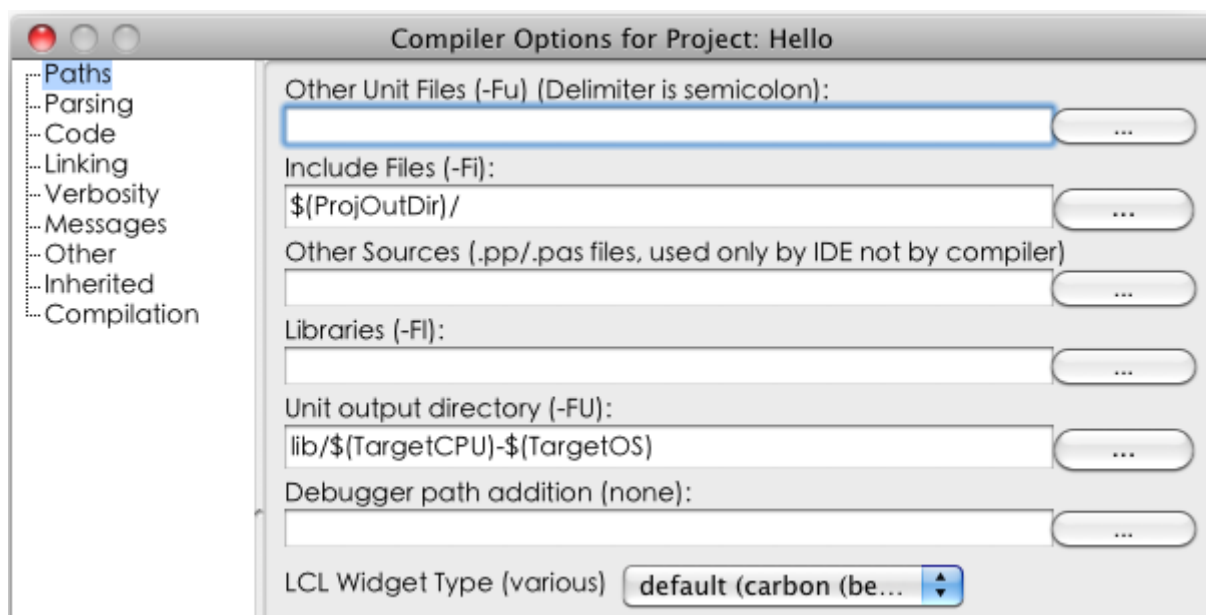 Compiler Options for Project: Hello
Paths
Parsing
Code
Linking
Verbosity
Messages
Other
Inherited
Compilation
Other Unit Files (-Fu) (Delimiter is semicolon):
...
Include Files (-Fi):
$(ProjOutDir)/
...
Other Sources (.pp/.pas files, used only by IDE not by compiler)
...
Libraries (-Fl):
...
Unit output directory (-FU):
lib/$(TargetCPU)-$(TargetOS)
...
Debugger path addition (none):
...
LCL Widget Type (various) default (carbon (be...